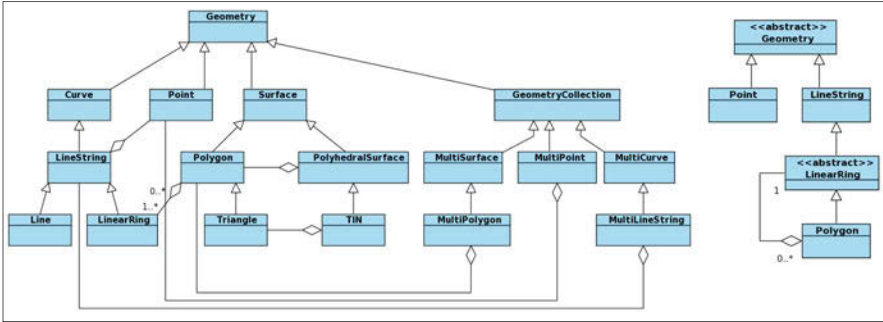 Geometry
Curve
Point
Surface
GeometryCollection
LineString
Polygon
PolyhedralSurface
MultiSurface
MultiPoint
MultiCurve
0..*
1..*
Line
LinearRing
Triangle
TIN
MultiPolygon
MultiLineString
<<abstract>>
Geometry
Point
LineString
<<abstract>>
LinearRing
1
Polygon
0..*